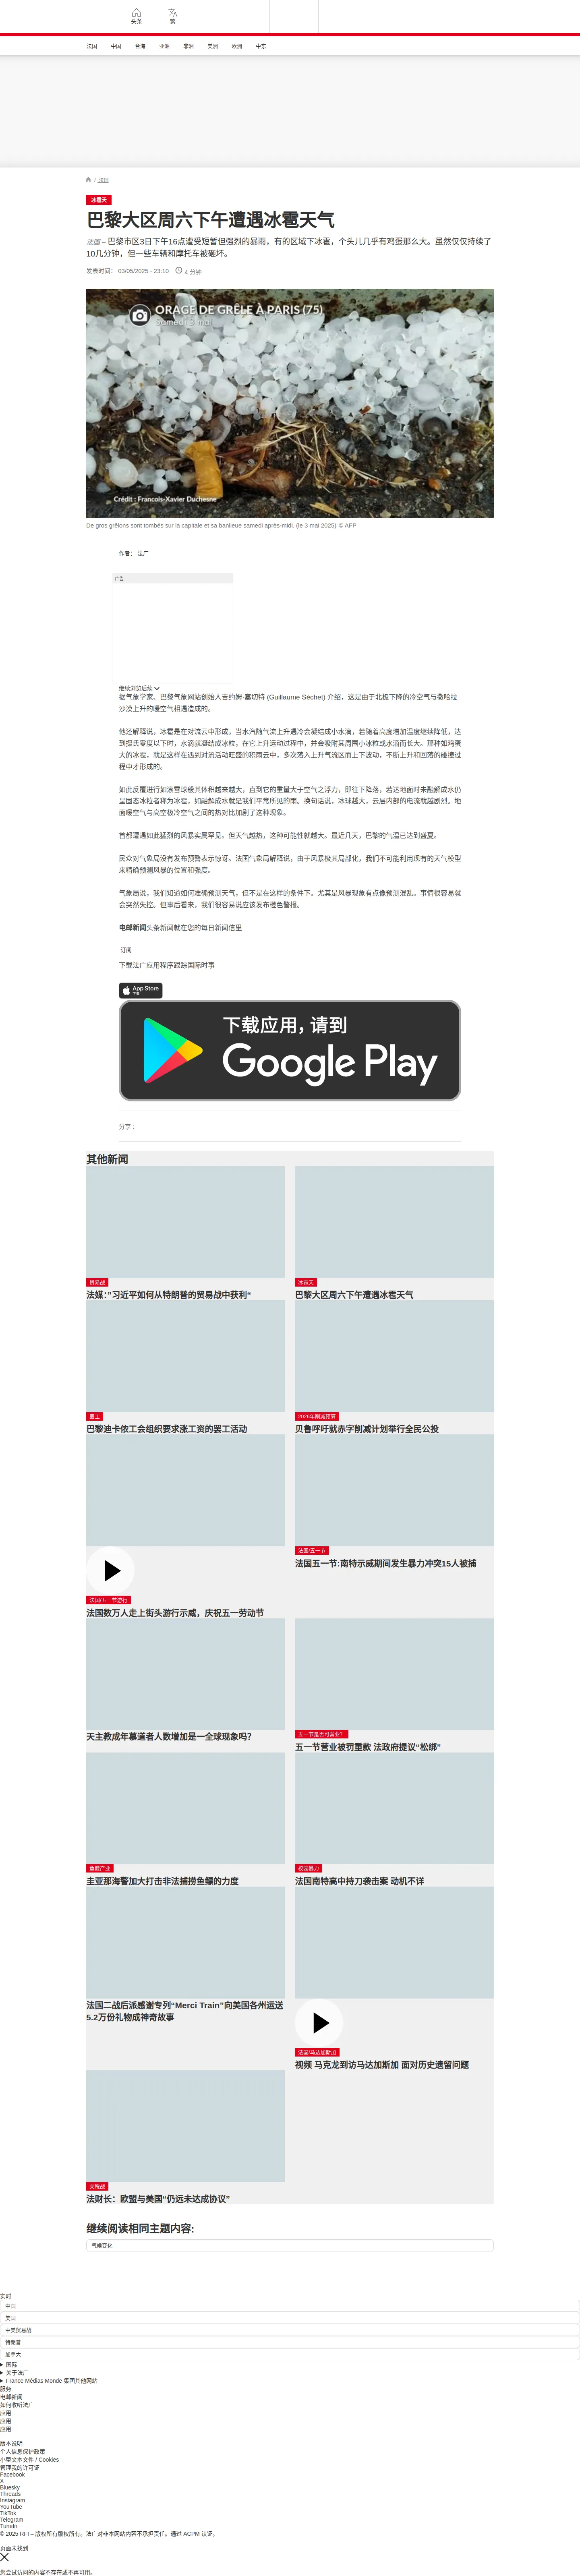 头条
繁
法国
中国
台海
亚洲
非洲
美洲
欧洲
中东
/ 法国
冰雹天
巴黎大区周六下午遭遇冰雹天气
法国 – 巴黎市区3日下午16点遭受短暂但强烈的暴雨，有的区域下冰雹，个头儿几乎有鸡蛋那么大。虽然仅仅持续了
10几分钟，但一些车辆和摩托车被砸坏。
发表时间： 03/05/2025 - 23:10
4 分钟
ORAGE DE GRÊLE À PARIS (75)
Samedi 3 mai
Crédit : Francois-Xavier Duchesne
De gros grêlons sont tombés sur la capitale et sa banlieue samedi après-midi. (le 3 mai 2025) © AFP
作者： 法广
广告
继续浏览后续
据气象学家、巴黎气象网站创始人吉约姆·塞切特 (Guillaume Séchet) 介绍，这是由于北极下降的冷空气与撒哈拉
沙漠上升的暖空气相遇造成的。
他还解释说，冰雹是在对流云中形成，当水汽随气流上升遇冷会凝结成小水滴，若随着高度增加温度继续降低，达
到摄氏零度以下时，水滴就凝结成冰粒，在它上升运动过程中，并会吸附其周围小冰粒或水滴而长大。那种如鸡蛋
大的冰雹，就是这样在遇到对流活动旺盛的积雨云中，多次落入上升气流区而上下波动，不断上升和回落的碰撞过
程中才形成的。
如此反覆进行如滚雪球般其体积越来越大，直到它的重量大于空气之浮力，即往下降落，若达地面时未融解成水仍
呈固态冰粒者称为冰雹，如融解成水就是我们平常所见的雨。换句话说，冰球越大，云层内部的电流就越剧烈。地
面暖空气与高空极冷空气之间的热对比加剧了这种现象。
首都遭遇如此猛烈的风暴实属罕见。但天气越热，这种可能性就越大。最近几天，巴黎的气温已达到盛夏。
民众对气象局没有发布预警表示惊讶。法国气象局解释说，由于风暴极其局部化，我们不可能利用现有的天气模型
来精确预测风暴的位置和强度。
气象局说，我们知道如何准确预测天气，但不是在这样的条件下。尤其是风暴现象有点像预测混乱。事情很容易就
会突然失控。但事后看来，我们很容易说应该发布橙色警报。
电邮新闻头条新闻就在您的每日新闻信里
订阅
下载法广应用程序跟踪国际时事
App Store
下载
下载应用，请到
Google Play
分享 :
其他新闻
贸易战
法媒：”习近平如何从特朗普的贸易战中获利“
冰雹天
巴黎大区周六下午遭遇冰雹天气
罢工
巴黎迪卡侬工会组织要求涨工资的罢工活动
2026年削减预算
贝鲁呼吁就赤字削减计划举行全民公投
法国/五一节游行
法国数万人走上街头游行示威，庆祝五一劳动节
法国/五一节
法国五一节:南特示威期间发生暴力冲突15人被捕
天主教成年慕道者人数增加是一全球现象吗?
五一节是否可营业？
五一节营业被罚重款 法政府提议“松绑”
鱼鳔产业
圭亚那海警加大打击非法捕捞鱼鳔的力度
校园暴力
法国南特高中持刀袭击案 动机不详
法国二战后派感谢专列“Merci Train”向美国各州运送
5.2万份礼物成神奇故事
法国/马达加斯加
视频 马克龙到访马达加斯加 面对历史遗留问题
关税战
法财长：欧盟与美国“仍远未达成协议”
继续阅读相同主题内容:
气候变化
实时
中国
美国
中美贸易战
特朗普
加拿大
国际
关于法广
France Médias Monde 集团其他网站
服务
电邮新闻
如何收听法广
应用
应用
应用
版本说明
个人信息保护政策
小型文本文件 / Cookies
管理我的许可证
Facebook
X
Bluesky
Threads
Instagram
YouTube
TikTok
Telegram
TuneIn
© 2025 RFI – 版权所有版权所有。法广对非本网站内容不承担责任。通过 ACPM 认证。
页面未找到
您尝试访问的内容不存在或不再可用。